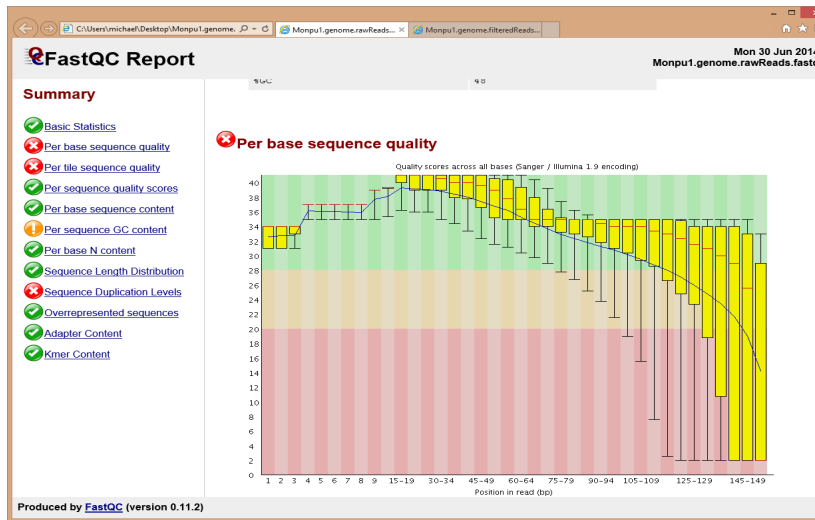 C:\Users\michael\Desktop\Monpu1.genome.
Monpu1.genome.rawReads...
Monpu1.genome.filteredReads...
FastQC Report
Mon 30 Jun 2014
Monpu1.genome.rawReads.fastq
Summary
Basic Statistics
Per base sequence quality
Per tile sequence quality
Per sequence quality scores
Per base sequence content
Per sequence GC content
Per base N content
Sequence Length Distribution
Sequence Duplication Levels
Overrepresented sequences
Adapter Content
Kmer Content
%GC 48
Per base sequence quality
Quality scores across all bases (Sanger / Illumina 1.9 encoding)
40
38
36
34
32
30
28
26
24
22
20
18
16
14
12
10
8
6
4
2
0
1 2 3 4 5 6 7 8 9 15-19 30-34 45-49 60-64 75-79 90-94 105-109 125-129 145-149
Position in read (bp)
Produced by FastQC (version 0.11.2)